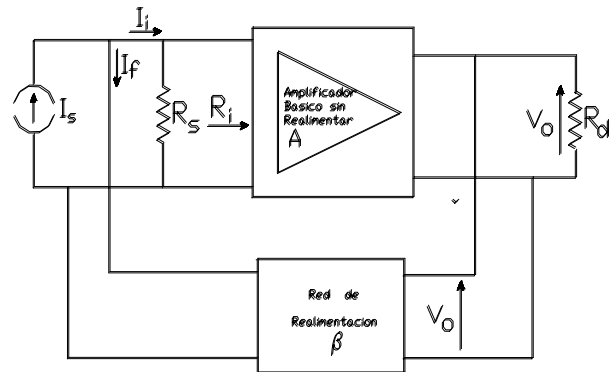 Ii
If
Is
Rs
Ri
Amplificador
Basico sin
Realimentar
A
Vo
Rd
Red de
Realimentacion
β
Vo